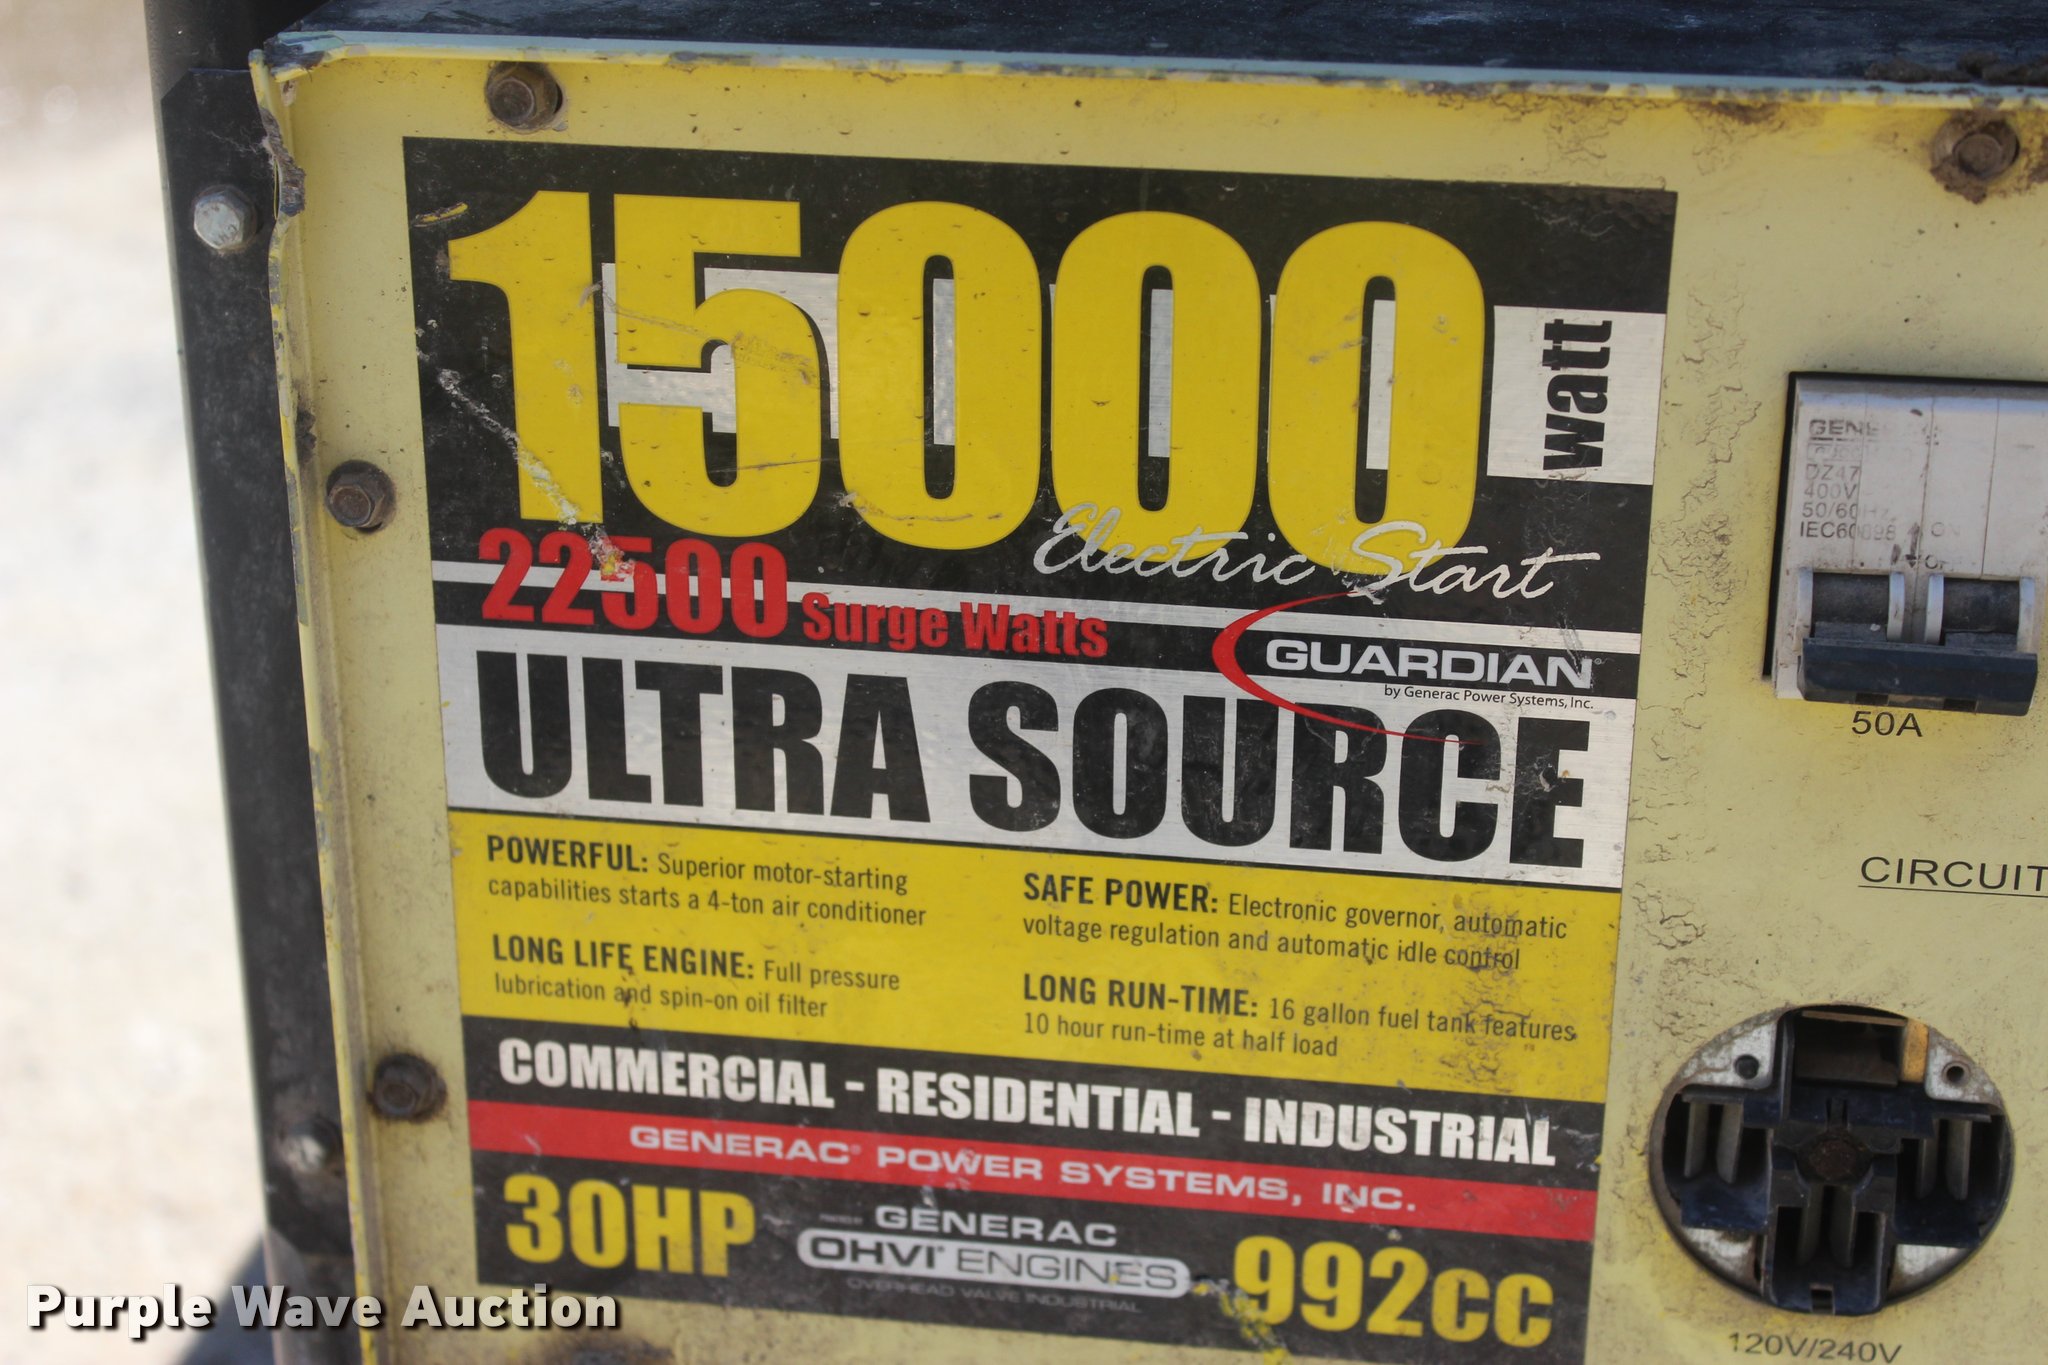 15000 watt
Electric Start
22500 Surge Watts
GUARDIAN®
by Generac Power Systems, Inc.
ULTRA SOURCE
POWERFUL: Superior motor-starting
capabilities starts a 4-ton air conditioner
LONG LIFE ENGINE: Full pressure
lubrication and spin-on oil filter
SAFE POWER: Electronic governor, automatic
voltage regulation and automatic idle control
LONG RUN-TIME: 16 gallon fuel tank features
10 hour run-time at half load
COMMERCIAL - RESIDENTIAL - INDUSTRIAL
GENERAC® POWER SYSTEMS, INC.
30HP
GENERAC
OHVI® ENGINES
OVERHEAD VALVE INDUSTRIAL
992cc
DZ47
400V
50/60Hz
IEC60898
ON
50A
CIRCUIT
120V/240V
Purple Wave Auction